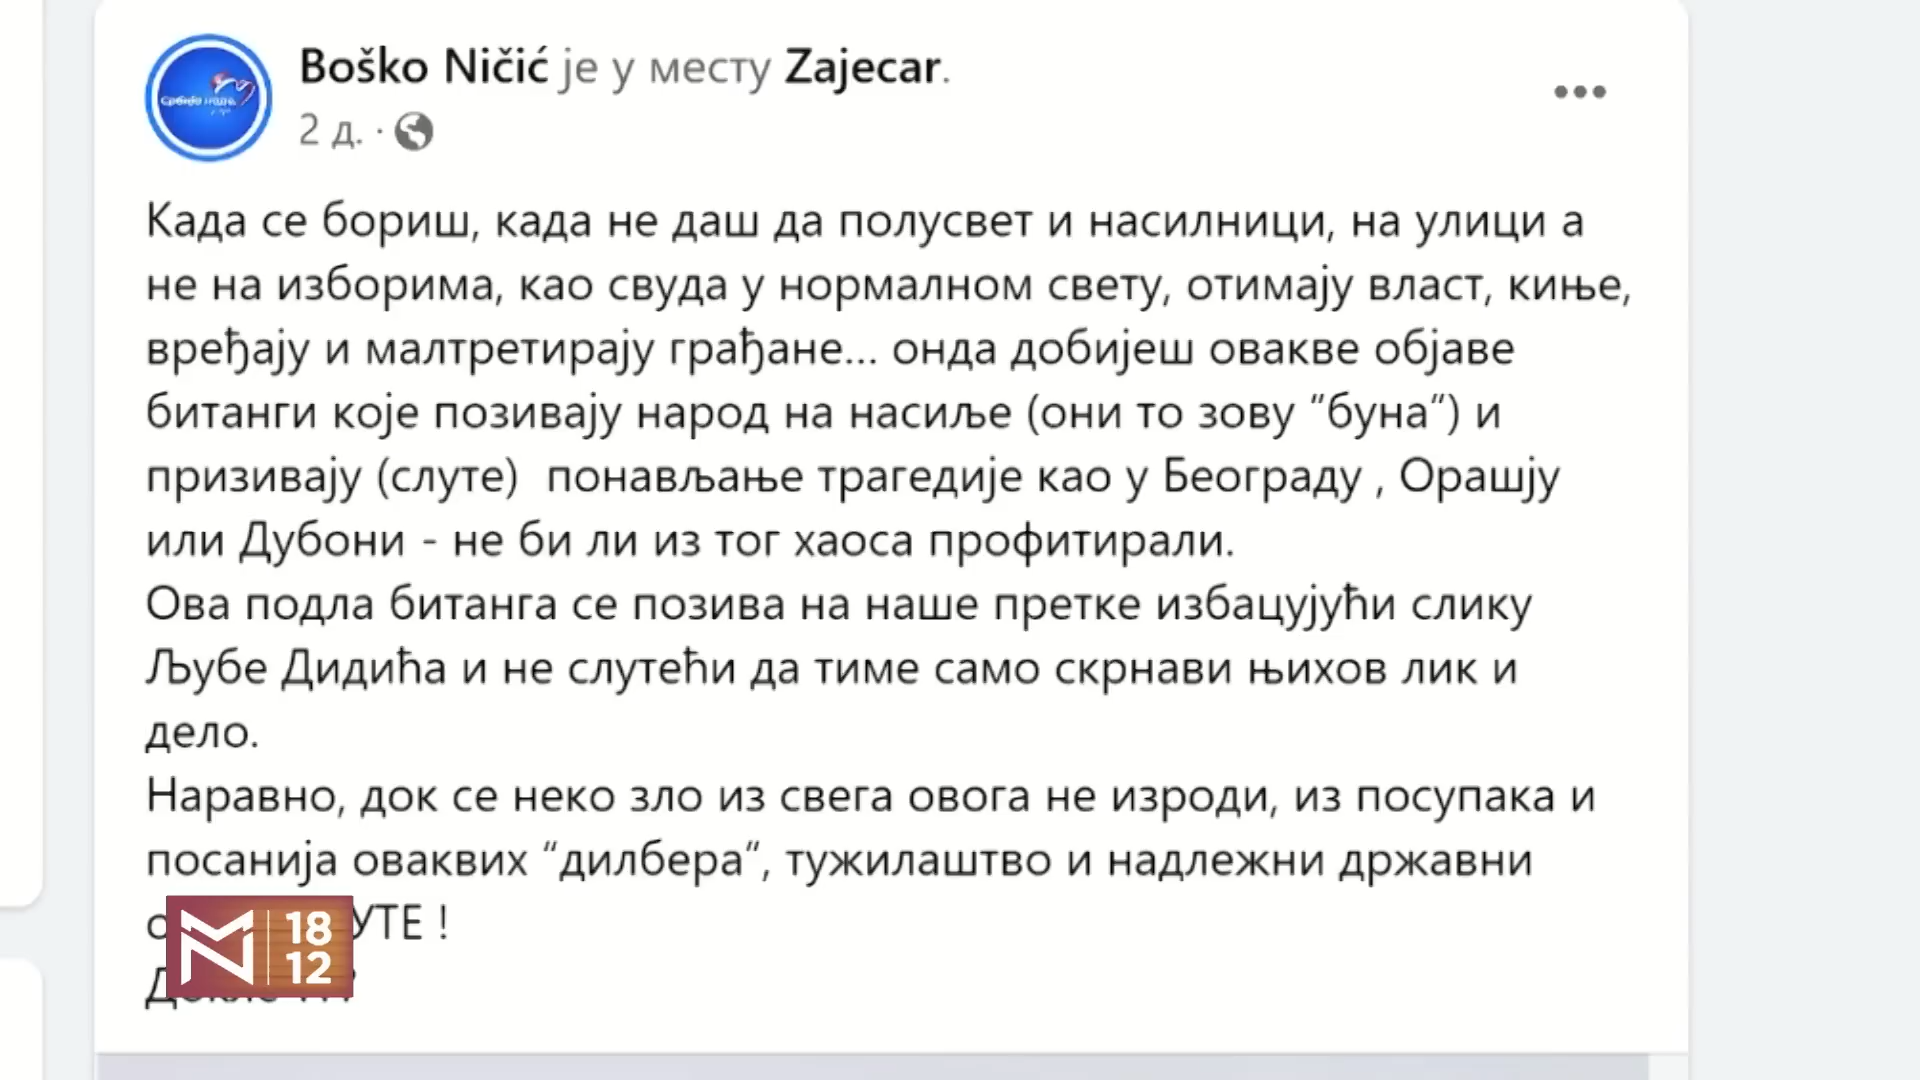 Boško Ničić је у месту Zajecar.
2 д. ·
Када се бориш, када не даш да полусвет и насилници, на улици а
не на изборима, као свуда у нормалном свету, отимају власт, киње,
вређају и малтретирају грађане... онда добијеш овакве објаве
битанги које позивају народ на насиље (они то зову ”буна”) и
призивају (слуте) понављање трагедије као у Београду , Орашју
или Дубони - не би ли из тог хаоса профитирали.
Ова подла битанга се позива на наше претке избацујући слику
Љубе Дидића и не слутећи да тиме само скрнави њихов лик и
дело.
Наравно, док се неко зло из свега овога не изроди, из посупака и
посанија оваквих “дилбера”, тужилаштво и надлежни државни
УТЕ !
18
12